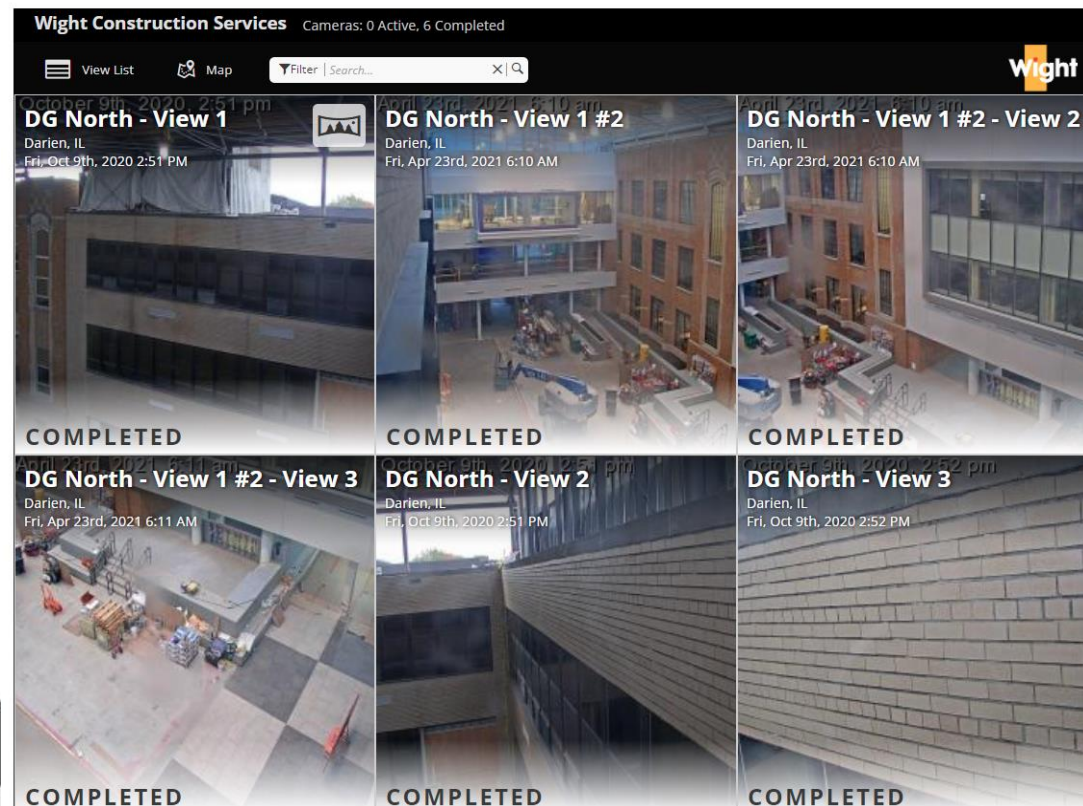 Wight Construction Services Cameras: 0 Active, 6 Completed
View List Map Filter Search...
Wight
October 9th, 2020, 2:51 pm
DG North - View 1
Darien, IL
Fri, Oct 9th, 2020 2:51 PM
COMPLETED
April 23rd, 2021, 6:10 am
DG North - View 1 #2
Darien, IL
Fri, Apr 23rd, 2021 6:10 AM
COMPLETED
April 23rd, 2021, 6:10 am
DG North - View 1 #2 - View 2
Darien, IL
Fri, Apr 23rd, 2021 6:10 AM
COMPLETED
April 23rd, 2021, 6:11 am
DG North - View 1 #2 - View 3
Darien, IL
Fri, Apr 23rd, 2021 6:11 AM
COMPLETED
October 9th, 2020, 2:51 pm
DG North - View 2
Darien, IL
Fri, Oct 9th, 2020 2:51 PM
COMPLETED
October 9th, 2020, 2:52 pm
DG North - View 3
Darien, IL
Fri, Oct 9th, 2020 2:52 PM
COMPLETED